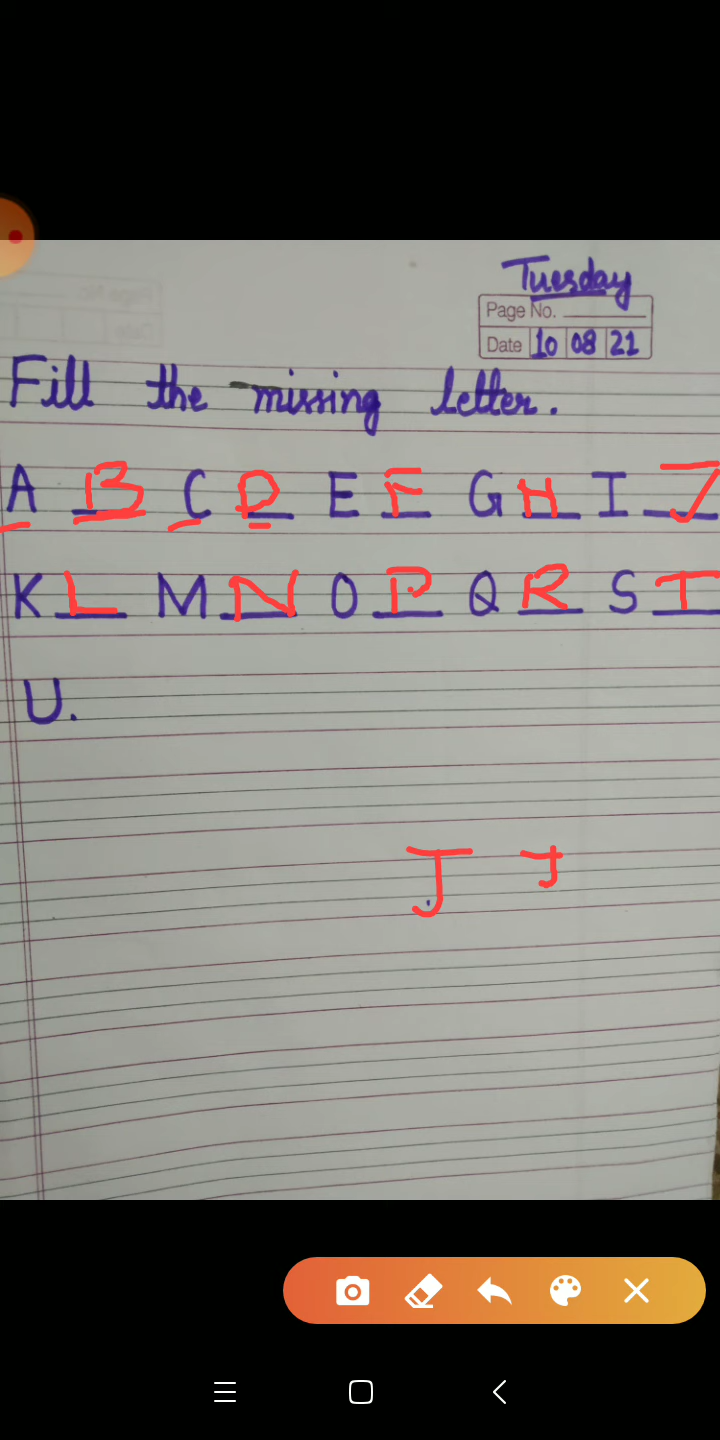 Tuesday
Page No.
Date 10 08 21
Fill the missing letter.
A B C D E F G H I J
K L M N O P Q R S T
U.
J J